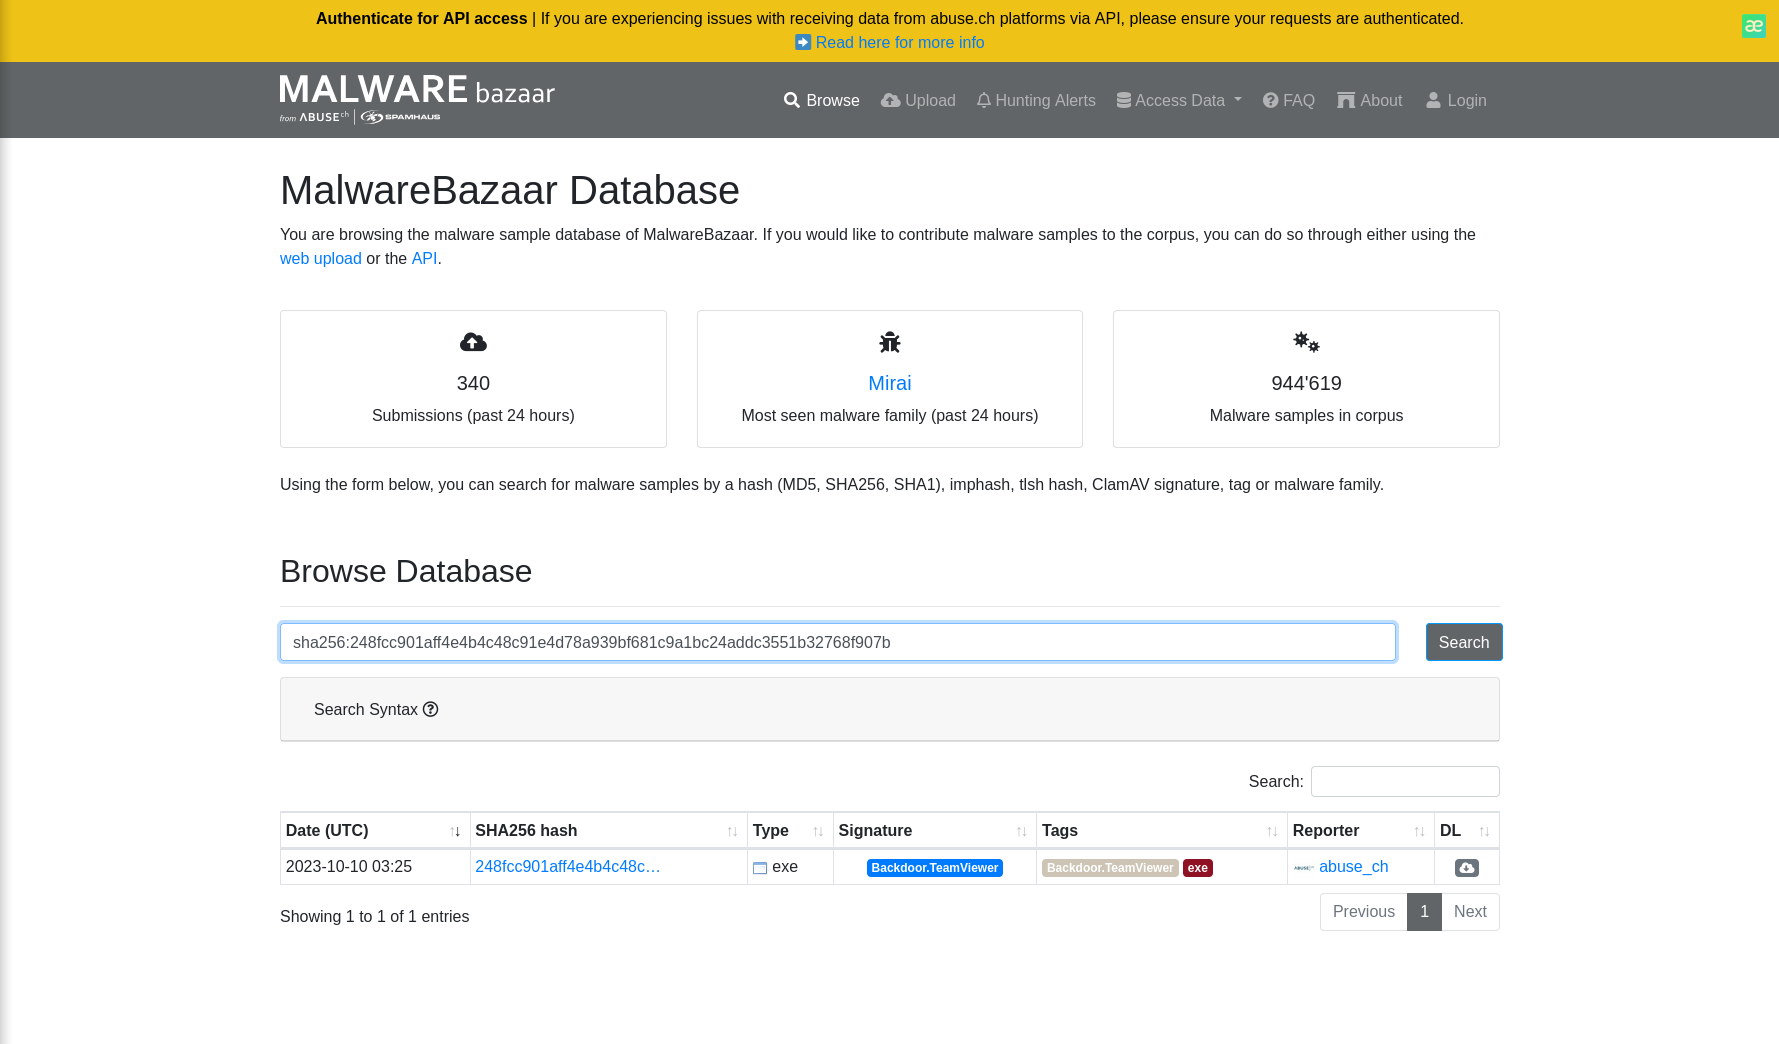 Authenticate for API access | If you are experiencing issues with receiving data from abuse.ch platforms via API, please ensure your requests are authenticated.
➡ Read here for more info
æ
MALWARE bazaar
from ABUSE ch | SPAMHAUS
Browse Upload Hunting Alerts Access Data FAQ About Login
MalwareBazaar Database
You are browsing the malware sample database of MalwareBazaar. If you would like to contribute malware samples to the corpus, you can do so through either using the
web upload or the API.
340
Submissions (past 24 hours)
Mirai
Most seen malware family (past 24 hours)
944'619
Malware samples in corpus
Using the form below, you can search for malware samples by a hash (MD5, SHA256, SHA1), imphash, tlsh hash, ClamAV signature, tag or malware family.
Browse Database
sha256:248fcc901aff4e4b4c48c91e4d78a939bf681c9a1bc24addc3551b32768f907b
Search
Search Syntax
Search:
Date (UTC) SHA256 hash Type Signature Tags Reporter DL
2023-10-10 03:25 248fcc901aff4e4b4c48c… exe Backdoor.TeamViewer Backdoor.TeamViewer exe abuse_ch
Showing 1 to 1 of 1 entries
Previous 1 Next